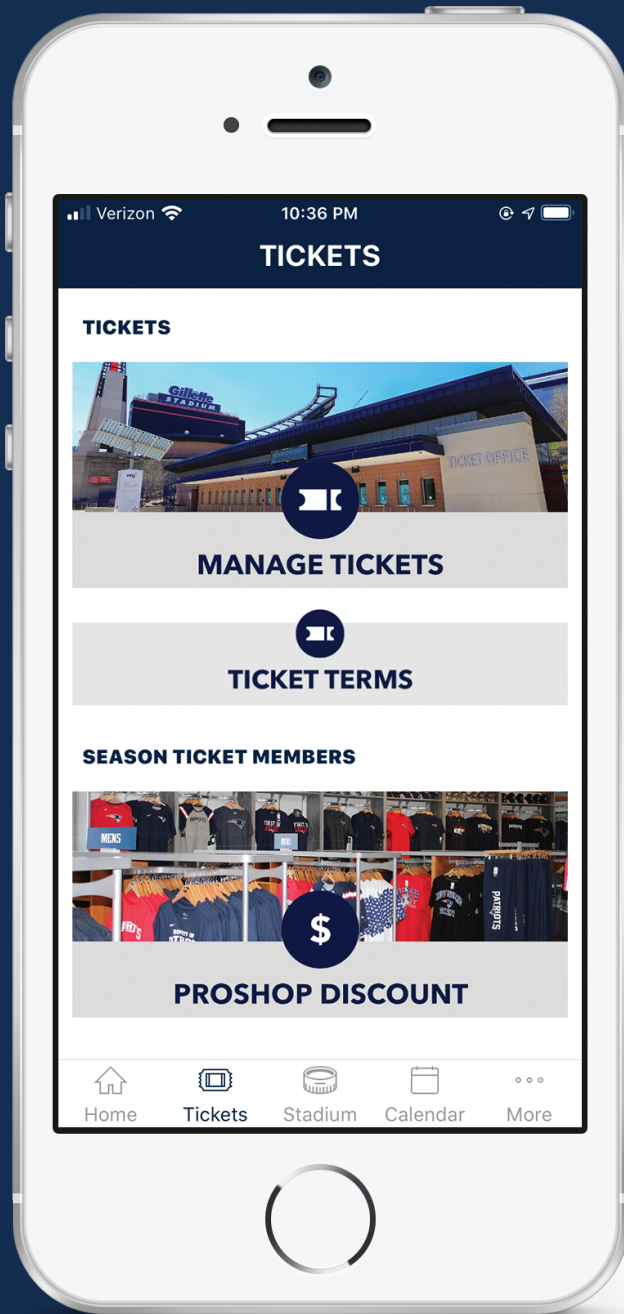 Verizon 10:36 PM
TICKETS
TICKETS
Gillette
STADIUM
TICKET OFFICE
MANAGE TICKETS
TICKET TERMS
SEASON TICKET MEMBERS
MENS
PATRIOTS
$
PROSHOP DISCOUNT
Home Tickets Stadium Calendar More